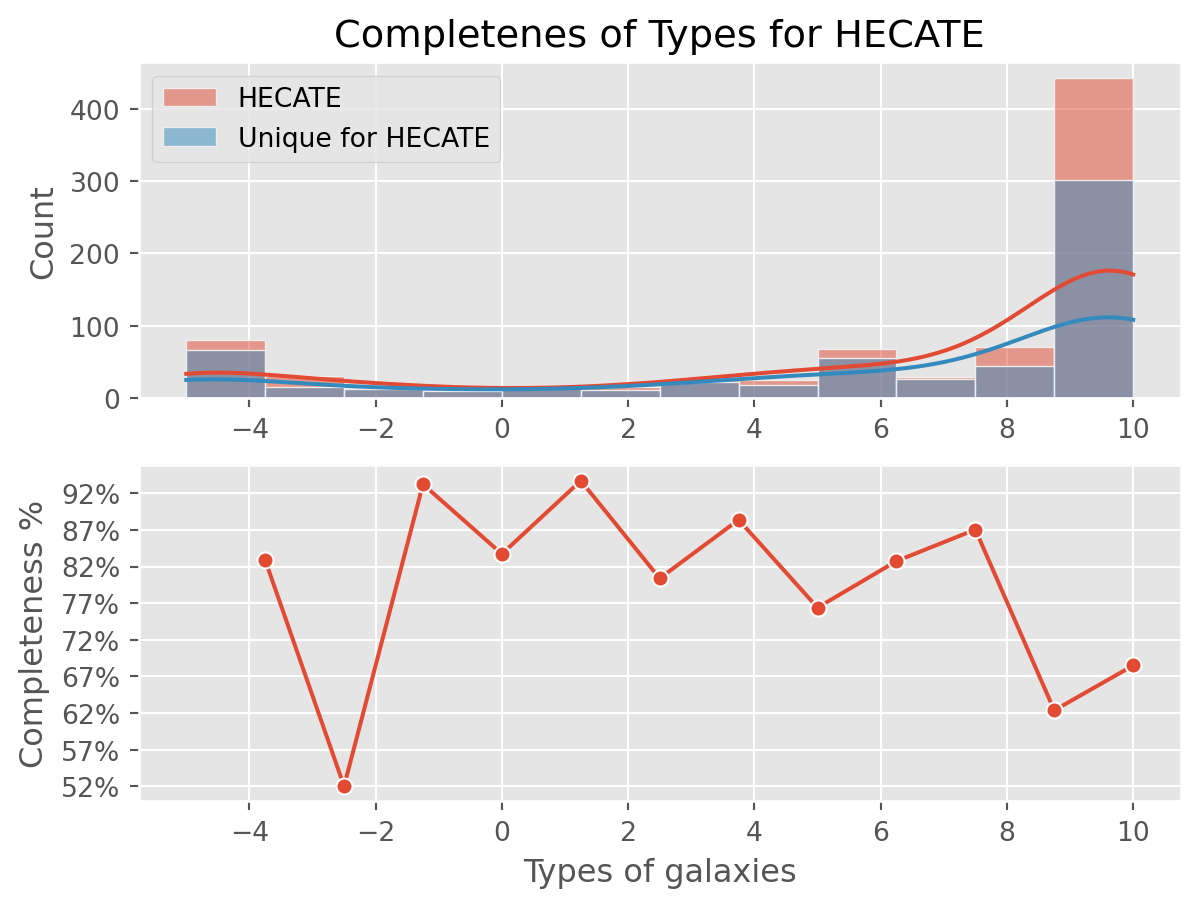 Completenes of Types for HECATE
HECATE
Unique for HECATE
Count
400
300
200
100
0
−4 −2 0 2 4 6 8 10
Completeness %
92%
87%
82%
77%
72%
67%
62%
57%
52%
−4 −2 0 2 4 6 8 10
Types of galaxies